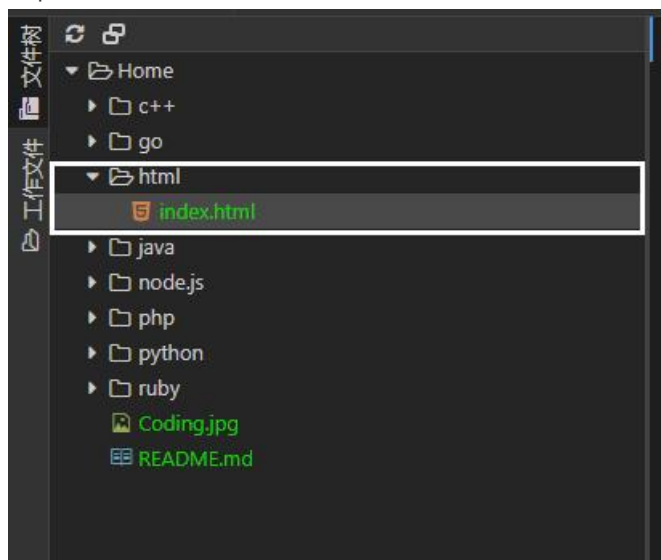 文件树
工作文件
Home
c++
go
html
index.html
java
node.js
php
python
ruby
Coding.jpg
README.md